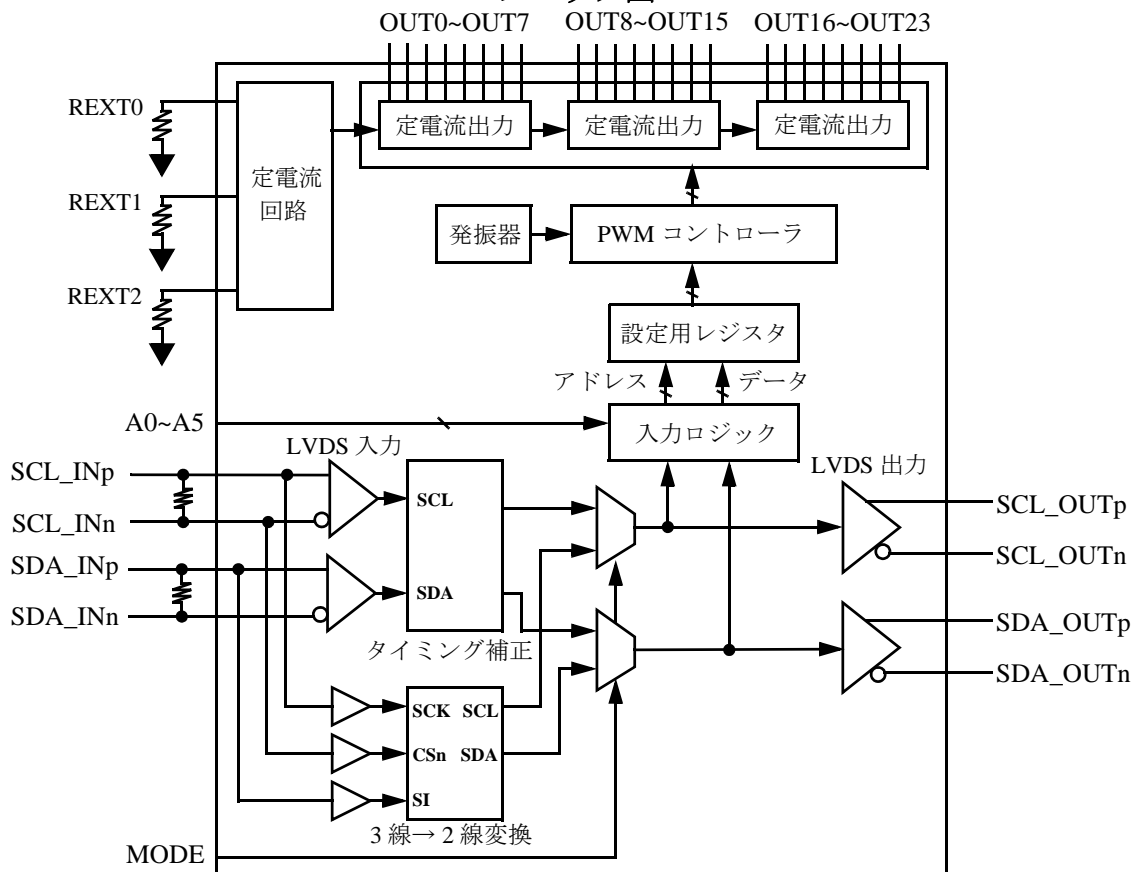 OUT0~OUT7 OUT8~OUT15 OUT16~OUT23
REXT0
REXT1
REXT2
定電流
回路
定電流出力 定電流出力 定電流出力
発振器 PWM コントローラ
設定用レジスタ
アドレス データ
A0~A5
入力ロジック
LVDS 入力
LVDS 出力
SCL_INp
SCL_INn
SDA_INp
SDA_INn
SCL
SDA
タイミング補正
SCL_OUTp
SCL_OUTn
SDA_OUTp
SDA_OUTn
SCK SCL
CSn SDA
SI
3 線→ 2 線変換
MODE